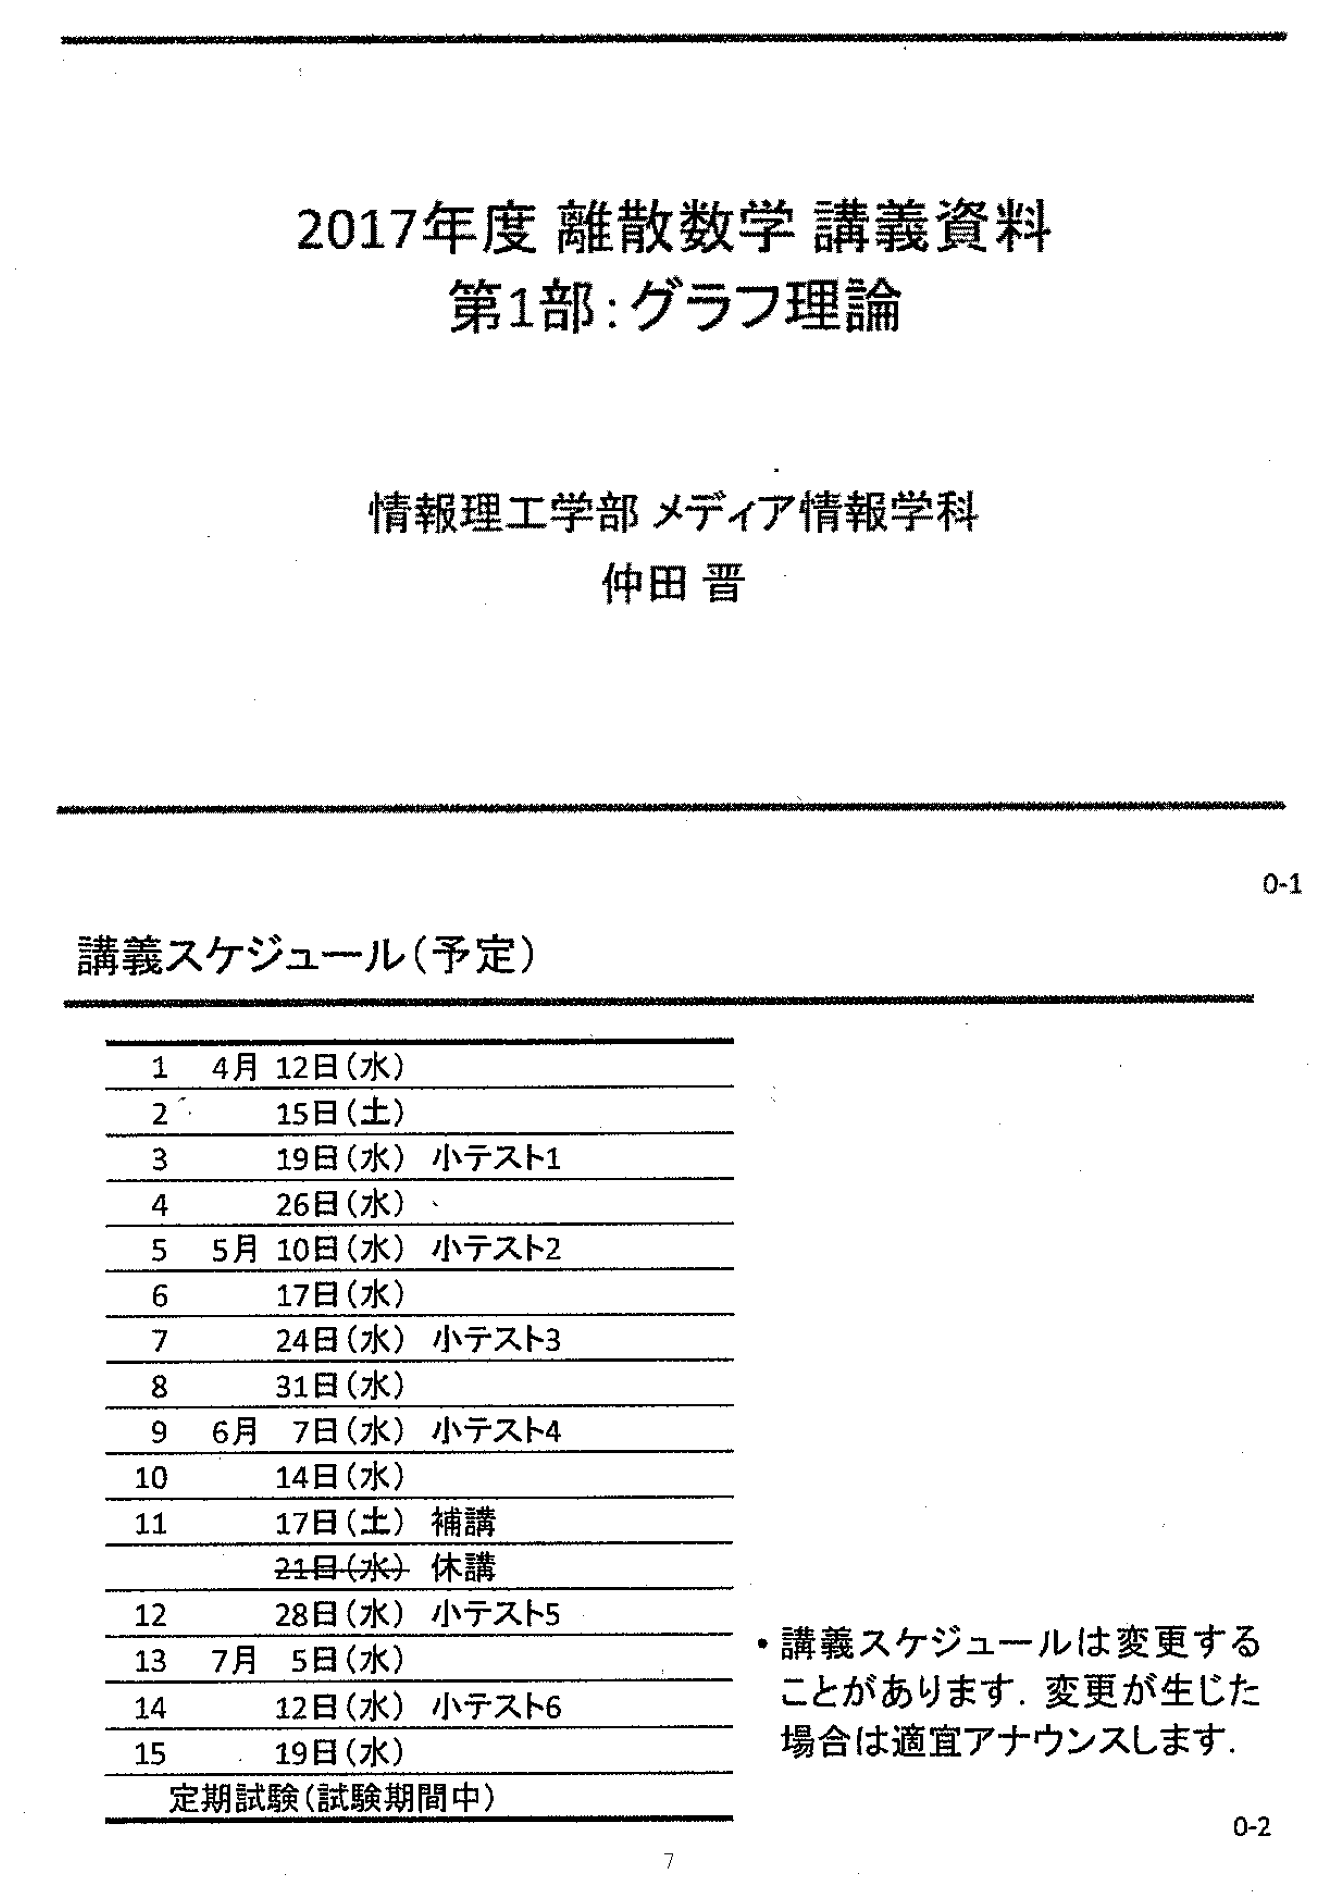 2017年度 離散数学 講義資料
第1部:グラフ理論
情報理工学部 メディア情報学科
仲田 晋
0-1
講義スケジュール(予定)
1 4月 12日(水)
2 15日(土)
3 19日(水) 小テスト1
4 26日(水)
5 5月 10日(水) 小テスト2
6 17日(水)
7 24日(水) 小テスト3
8 31日(水)
9 6月 7日(水) 小テスト4
10 14日(水)
11 17日(土) 補講
21日(水) 休講
12 28日(水) 小テスト5
13 7月 5日(水)
14 12日(水) 小テスト6
15 19日(水)
定期試験(試験期間中)
・講義スケジュールは変更する
ことがあります. 変更が生じた
場合は適宜アナウンスします.
0-2
7